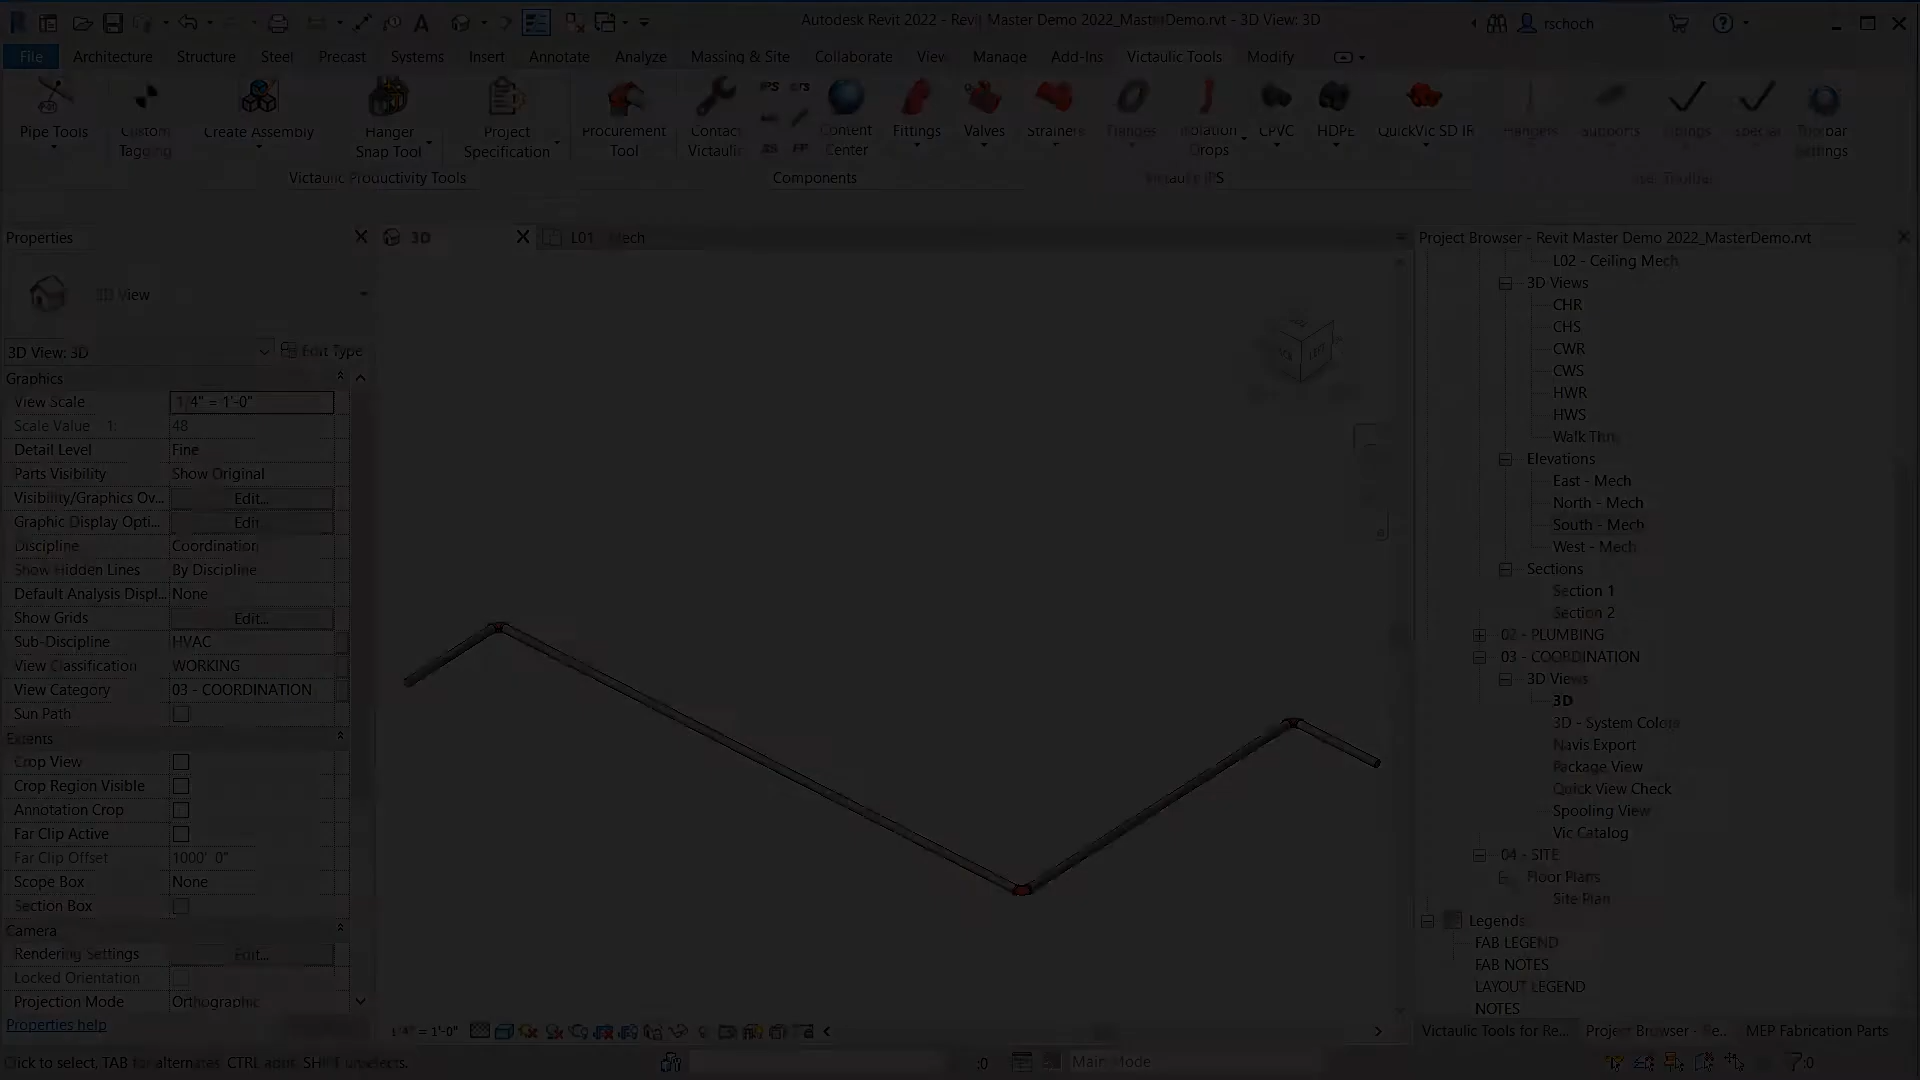 Autodesk Revit 2022 - Revit Master Demo 2022_MasterDemo.rvt - 3D View: 3D
rschoch
File Architecture Structure Steel Precast Systems Insert Annotate Analyze Massing & Site Collaborate View Manage Add-Ins Victaulic Tools Modify
Pipe Tools
Custom Tagging
Create Assembly
Hanger Snap Tool
Project Specification
Procurement Tool
Contact Victaulic
IPS CTS
SS FP
Content Center
Fittings
Valves
Strainers
Flanges
Isolation Drops
CPVC
HDPE
QuickVic SD IPS
Hangers
Supports
Fittings
Special
Toolbar Settings
Victaulic Productivity Tools
Components
Victaulic IPS
Properties
3D
L01 - Mech
Project Browser - Revit Master Demo 2022_MasterDemo.rvt
3D View
3D View: 3D
Edit Type
Graphics
View Scale 1/4" = 1'-0"
Scale Value 1: 48
Detail Level Fine
Parts Visibility Show Original
Visibility/Graphics Ov... Edit...
Graphic Display Opti... Edit...
Discipline Coordination
Show Hidden Lines By Discipline
Default Analysis Displ... None
Show Grids Edit...
Sub-Discipline HVAC
View Classification WORKING
View Category 03 - COORDINATION
Sun Path
Extents
Crop View
Crop Region Visible
Annotation Crop
Far Clip Active
Far Clip Offset 1000' 0"
Scope Box None
Section Box
Camera
Rendering Settings Edit...
Locked Orientation
Projection Mode Orthographic
Properties help
L02 - Ceiling Mech
3D Views
CHR
CHS
CWR
CWS
HWR
HWS
Walk Thru
Elevations
East - Mech
North - Mech
South - Mech
West - Mech
Sections
Section 1
Section 2
02 - PLUMBING
03 - COORDINATION
3D Views
3D
3D - System Colors
Navis Export
Package View
Quick View Check
Spooling View
Vic Catalog
04 - SITE
Floor Plans
Site Plan
Legends
FAB LEGEND
FAB NOTES
LAYOUT LEGEND
NOTES
1/4" = 1'-0"
Victaulic Tools for Re... Project Browser - Re... MEP Fabrication Parts
Click to select, TAB for alternates, CTRL adds, SHIFT unselects.
:0
Main Mode
:0